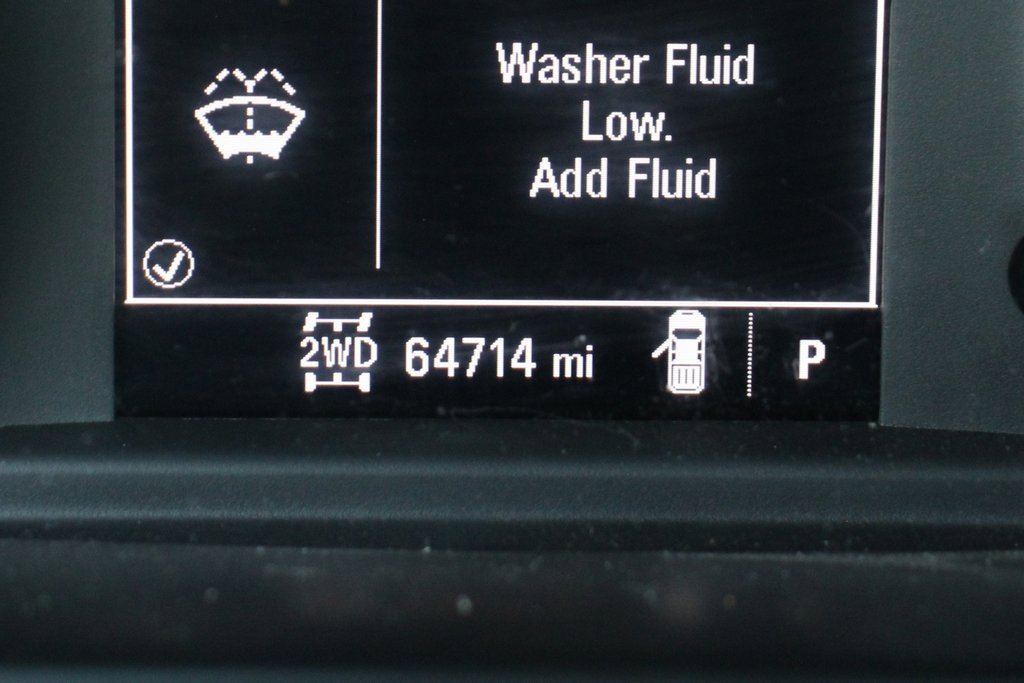 Washer Fluid
Low.
Add Fluid
2WD 64714 mi P